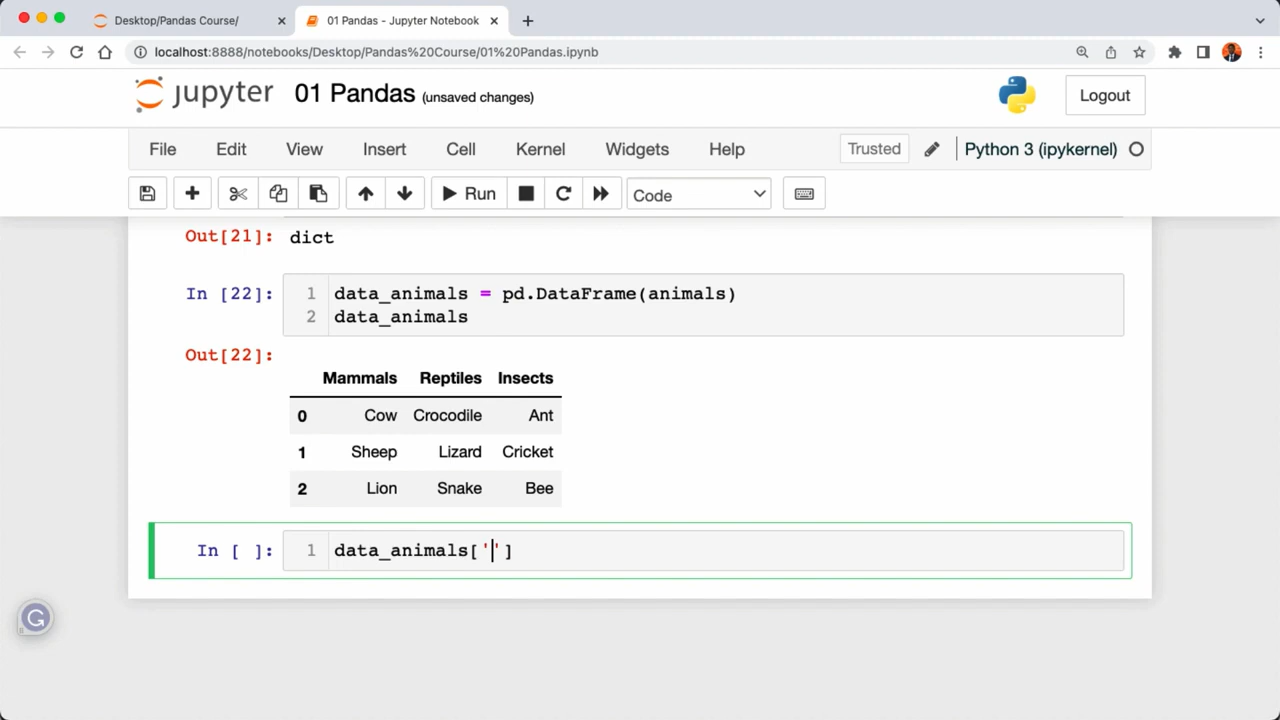 Desktop/Pandas Course/
01 Pandas - Jupyter Notebook
localhost:8888/notebooks/Desktop/Pandas%20Course/01%20Pandas.ipynb
jupyter 01 Pandas (unsaved changes)
Logout
File Edit View Insert Cell Kernel Widgets Help Trusted Python 3 (ipykernel)
Run Code
Out[21]: dict
In [22]: 1 data_animals = pd.DataFrame(animals)
2 data_animals
Out[22]:
Mammals Reptiles Insects
0 Cow Crocodile Ant
1 Sheep Lizard Cricket
2 Lion Snake Bee
In [ ]: 1 data_animals['']